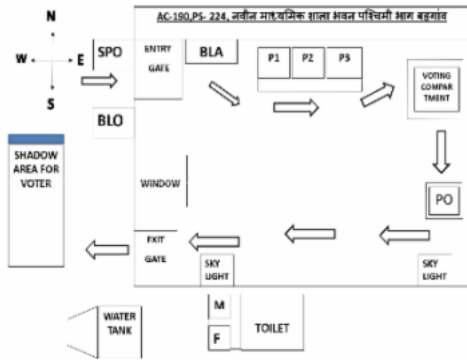 AC-190,PS- 224, नवीन माध्यमिक शाला भवन पश्चिमी भाग बहगांव
N
W E
S
SPO
ENTRY
GATE
BLA
P1 P2 P3
VOTING COMPAR
TMENT
BLO
SHADOW
AREA FOR
VOTER
WINDOW
PO
EXIT
GATE
SKY
LIGHT
SKY
LIGHT
WATER
TANK
M
F
TOILET